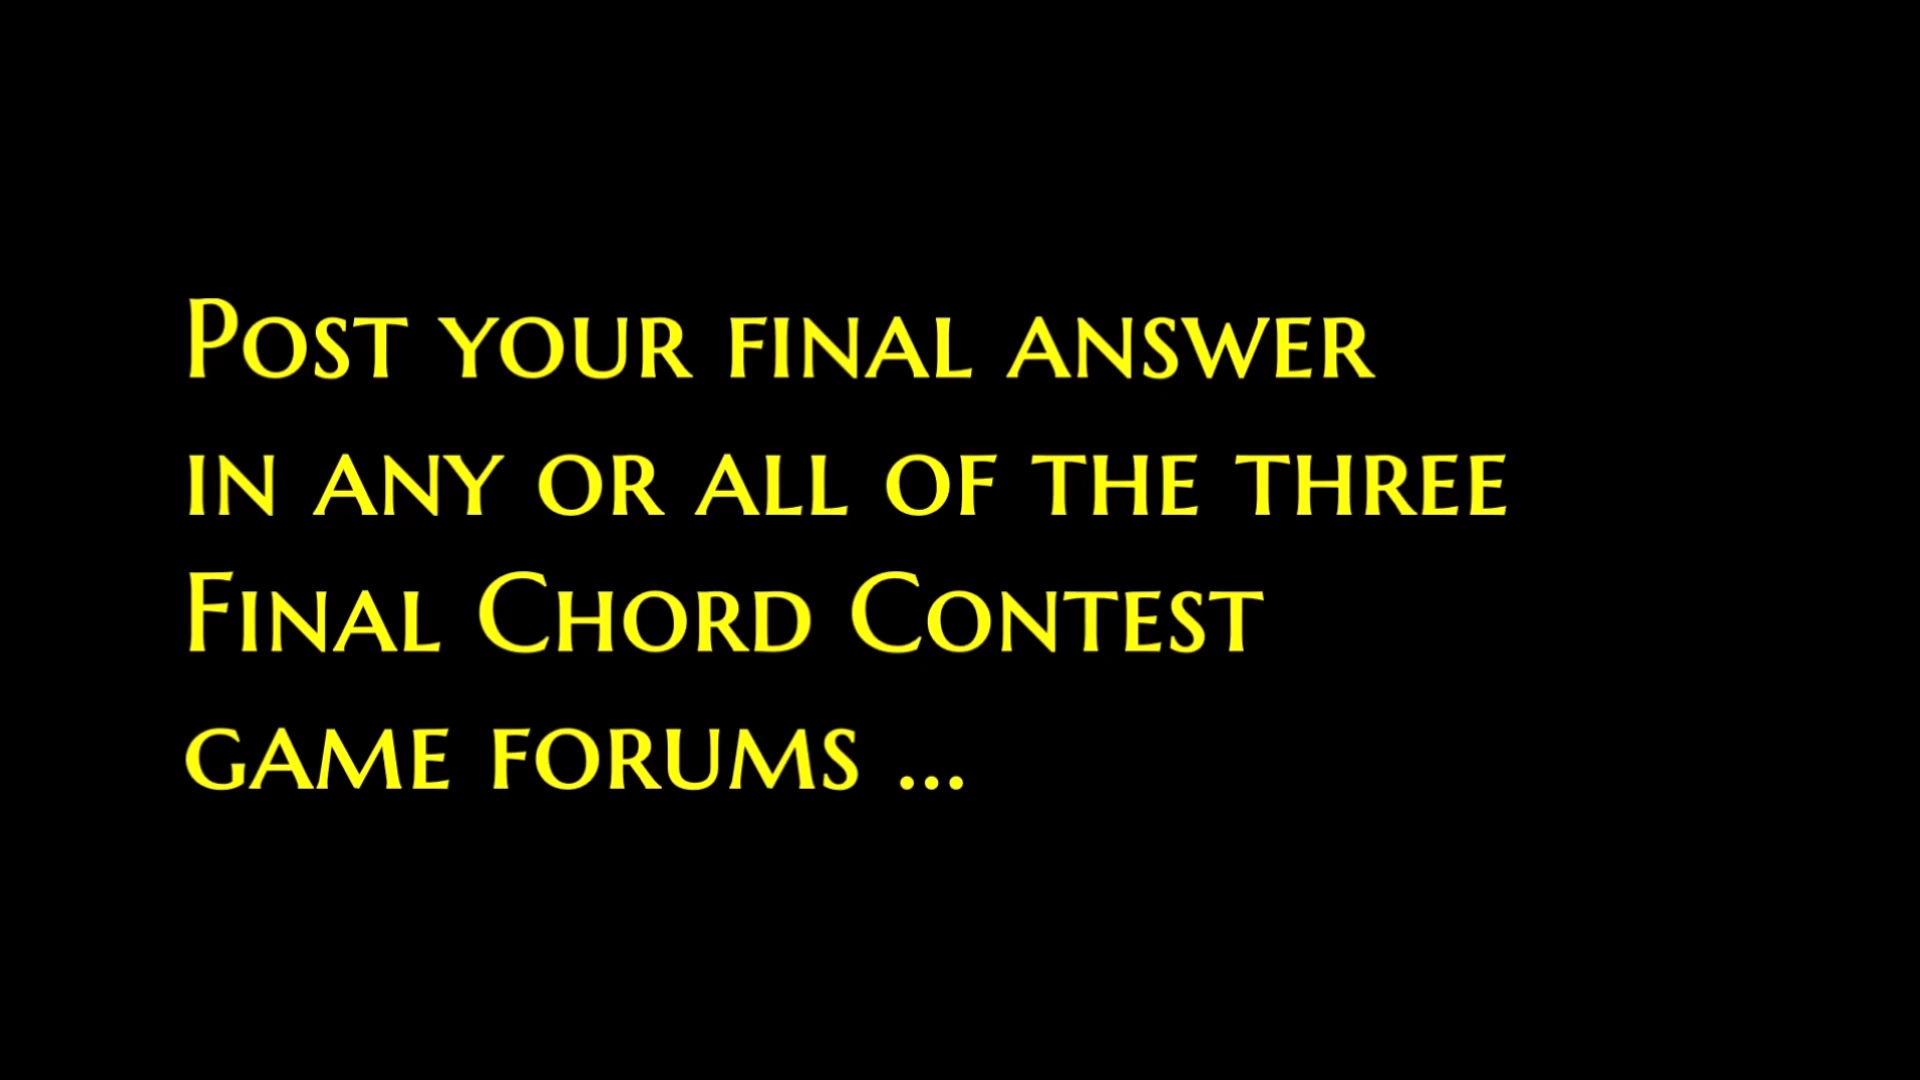 Post your final answer
in any or all of the three
Final Chord Contest
game forums ...